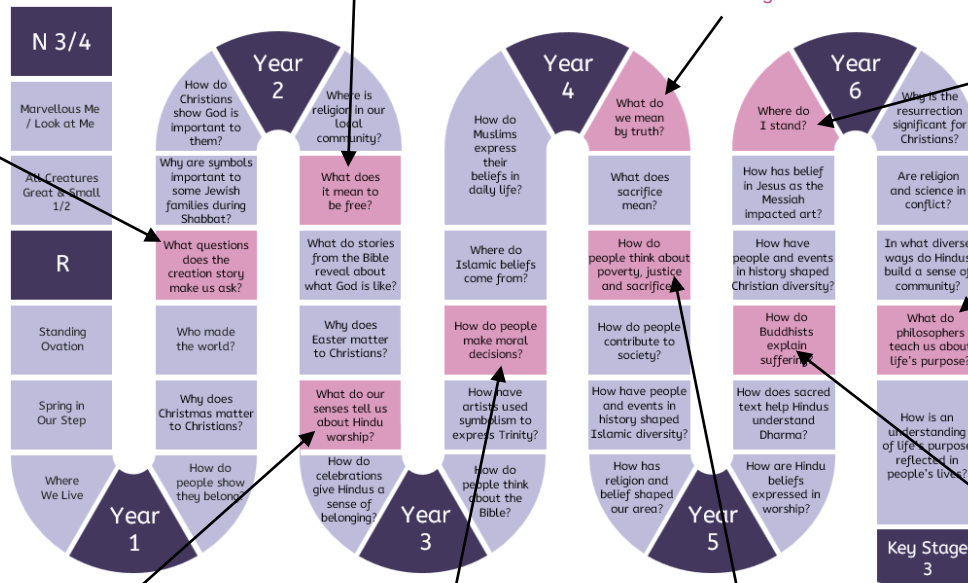 N 3/4
Marvellous Me
/ Look at Me
All Creatures
Great & Small
1/2
R
Standing
Ovation
Spring in
Our Step
Where
We Live
Year
1
How do
people show
they belong?
Why does
Christmas matter
to Christians?
Who made
the world?
What questions
does the
creation story
make us ask?
Why are symbols
important to
some Jewish
families during
Shabbat?
How do
Christians
show God is
important to
them?
Year
2
Where is
religion in our
local
community?
What does
it mean to
be free?
What do stories
from the Bible
reveal about
what God is like?
Why does
Easter matter
to Christians?
What do our
senses tell us
about Hindu
worship?
How do
celebrations
give Hindus a
sense of
belonging?
Year
3
How do
people think
about the
Bible?
How have
artists used
symbolism to
express Trinity?
How do people
make moral
decisions?
Where do
Islamic beliefs
come from?
How do
Muslims
express
their
beliefs in
daily life?
Year
4
What do
we mean
by truth?
What does
sacrifice
mean?
How do
people think about
poverty, justice
and sacrifice?
How do people
contribute to
society?
How have people
and events in
history shaped
Islamic diversity?
How has
religion and
belief shaped
our area?
Year
5
How are Hindu
beliefs
expressed in
worship?
How does sacred
text help Hindus
understand
Dharma?
How do
Buddhists
explain
suffering?
How have
people and events
in history shaped
Christian diversity?
How has belief
in Jesus as the
Messiah
impacted art?
Where do
I stand?
Year
6
Why is the
resurrection
significant for
Christians?
Are religion
and science in
conflict?
In what diverse
ways do Hindus
build a sense of
community?
What do
philosophers
teach us about
life's purpose?
How is an
understanding
of life's purpose
reflected in
people's lives?
Key Stage
3